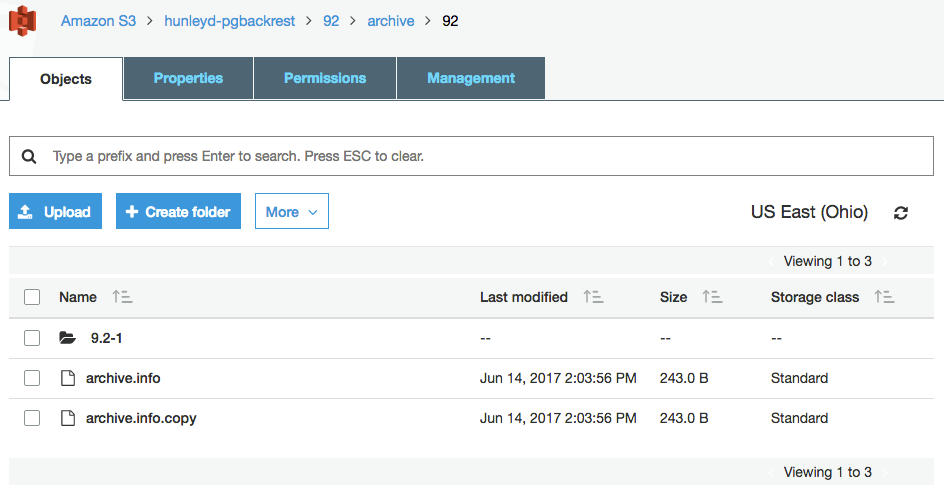 Amazon S3 > hunleyd-pgbackrest > 92 > archive > 92
Objects Properties Permissions Management
Type a prefix and press Enter to search. Press ESC to clear.
Upload Create folder More US East (Ohio)
Viewing 1 to 3
Name Last modified Size Storage class
9.2-1 -- -- --
archive.info Jun 14, 2017 2:03:56 PM 243.0 B Standard
archive.info.copy Jun 14, 2017 2:03:56 PM 243.0 B Standard
Viewing 1 to 3